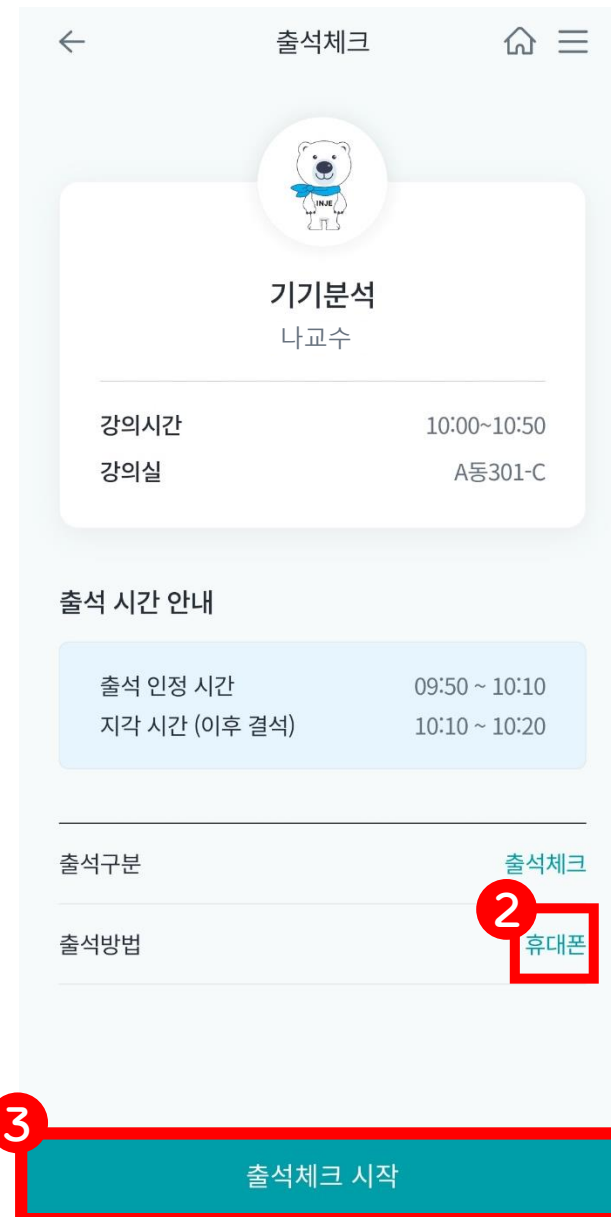 출석체크
INJE
기기분석
나교수
강의시간 10:00~10:50
강의실 A동301-C
출석 시간 안내
출석 인정 시간 09:50 ~ 10:10
지각 시간 (이후 결석) 10:10 ~ 10:20
출석구분 출석체크
2
출석방법 휴대폰
3
출석체크 시작